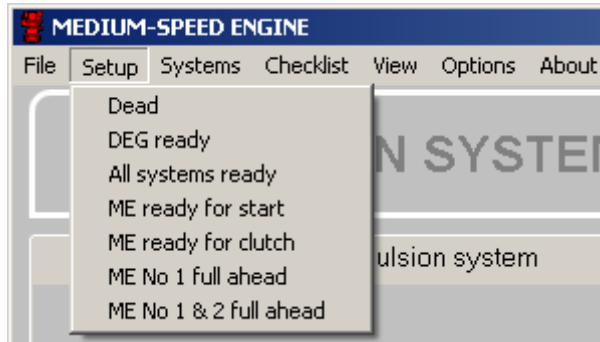 MEDIUM-SPEED ENGINE
File Setup Systems Checklist View Options About
Dead
DEG ready
All systems ready
ME ready for start
ME ready for clutch
ME No 1 full ahead
ME No 1 & 2 full ahead
N SYSTE
ulsion system